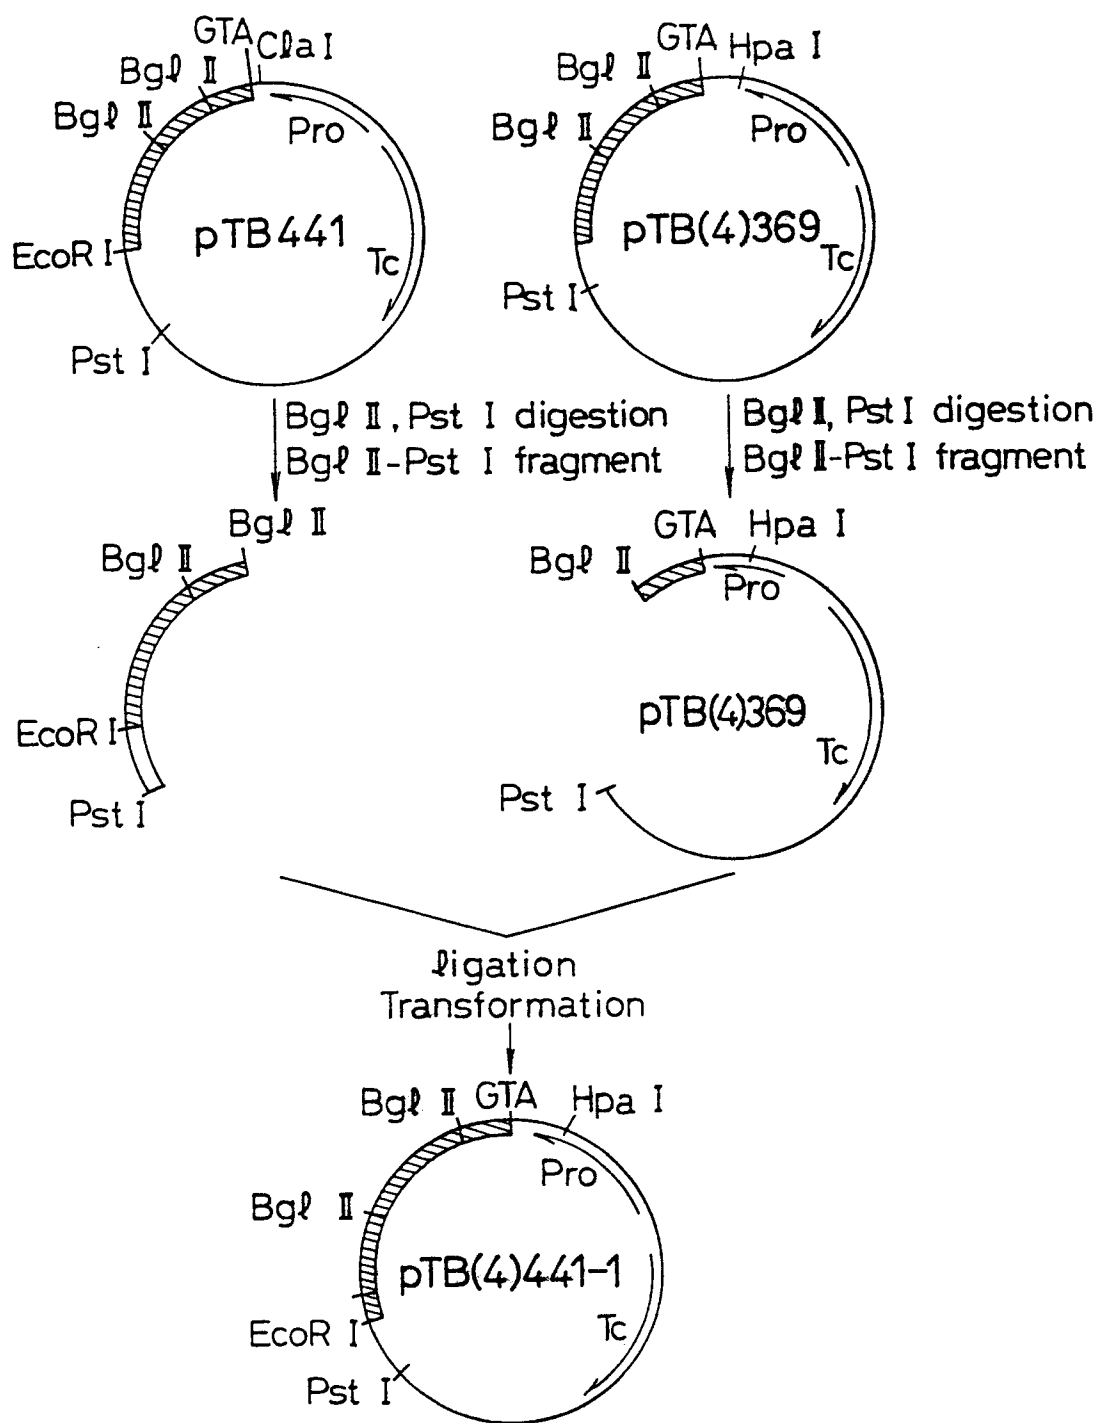 GTA
Cla I
Bgl II
Bgl II
Pro
pTB441
EcoR I
Tc
Pst I
GTA
Hpa I
Bgl II
Bgl II
Pro
pTB(4)369
Tc
Pst I
Bgl II, Pst I digestion
Bgl II-Pst I fragment
Bgl II, Pst I digestion
Bgl II-Pst I fragment
Bgl II
Bgl II
EcoR I
Pst I
GTA
Hpa I
Bgl II
Pro
pTB(4)369
Tc
Pst I
ligation
Transformation
Bgl II
GTA
Hpa I
Pro
Bgl II
pTB(4)441-1
EcoR I
Tc
Pst I